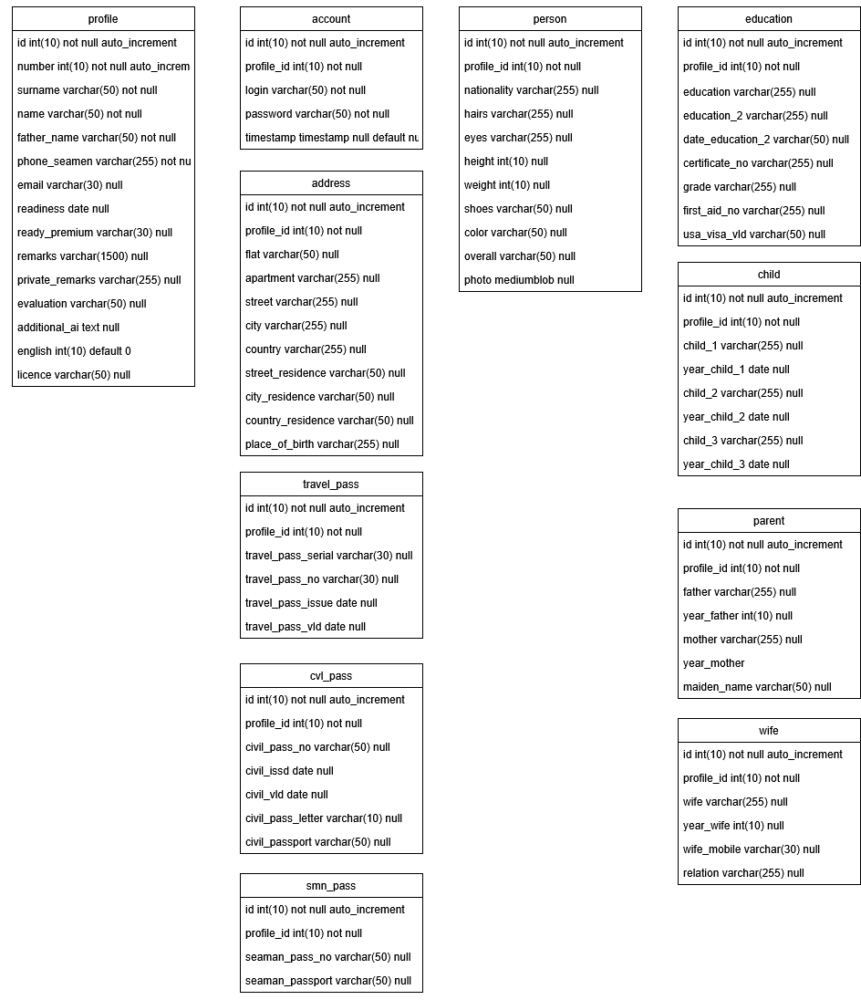 profile
id int(10) not null auto_increment
number int(10) not null auto_increm
surname varchar(50) not null
name varchar(50) not null
father_name varchar(50) not null
phone_seamen varchar(255) not nu
email varchar(30) null
readiness date null
ready_premium varchar(30) null
remarks varchar(1500) null
private_remarks varchar(255) null
evaluation varchar(50) null
additional_ai text null
english int(10) default 0
licence varchar(50) null
account
id int(10) not null auto_increment
profile_id int(10) not null
login varchar(50) not null
password varchar(50) not null
timestamp timestamp null default nu
address
id int(10) not null auto_increment
profile_id int(10) not null
flat varchar(50) null
apartment varchar(255) null
street varchar(255) null
city varchar(255) null
country varchar(255) null
street_residence varchar(50) null
city_residence varchar(50) null
country_residence varchar(50) null
place_of_birth varchar(255) null
travel_pass
id int(10) not null auto_increment
profile_id int(10) not null
travel_pass_serial varchar(30) null
travel_pass_no varchar(30) null
travel_pass_issue date null
travel_pass_vld date null
cvl_pass
id int(10) not null auto_increment
profile_id int(10) not null
civil_pass_no varchar(50) null
civil_issd date null
civil_vld date null
civil_pass_letter varchar(10) null
civil_passport varchar(50) null
smn_pass
id int(10) not null auto_increment
profile_id int(10) not null
seaman_pass_no varchar(50) null
seaman_passport varchar(50) null
person
id int(10) not null auto_increment
profile_id int(10) not null
nationality varchar(255) null
hairs varchar(255) null
eyes varchar(255) null
height int(10) null
weight int(10) null
shoes varchar(50) null
color varchar(50) null
overall varchar(50) null
photo mediumblob null
education
id int(10) not null auto_increment
profile_id int(10) not null
education varchar(255) null
education_2 varchar(255) null
date_education_2 varchar(50) null
certificate_no varchar(255) null
grade varchar(255) null
first_aid_no varchar(255) null
usa_visa_vld varchar(50) null
child
id int(10) not null auto_increment
profile_id int(10) not null
child_1 varchar(255) null
year_child_1 date null
child_2 varchar(255) null
year_child_2 date null
child_3 varchar(255) null
year_child_3 date null
parent
id int(10) not null auto_increment
profile_id int(10) not null
father varchar(255) null
year_father int(10) null
mother varchar(255) null
year_mother
maiden_name varchar(50) null
wife
id int(10) not null auto_increment
profile_id int(10) not null
wife varchar(255) null
year_wife int(10) null
wife_mobile varchar(30) null
relation varchar(255) null